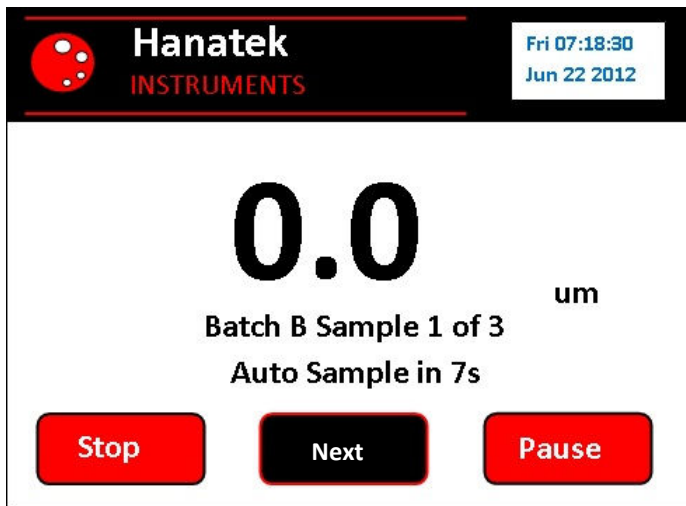 Hanatek
INSTRUMENTS
Fri 07:18:30
Jun 22 2012
0.0
um
Batch B Sample 1 of 3
Auto Sample in 7s
Stop
Next
Pause